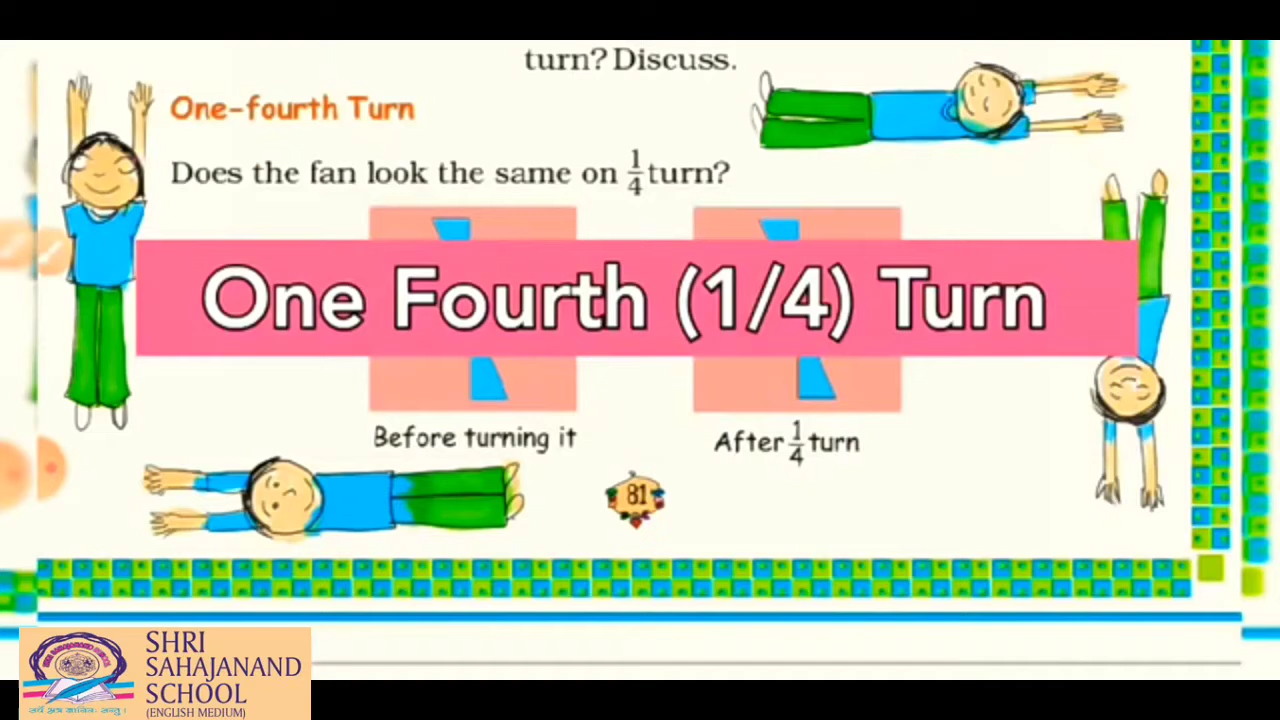 turn? Discuss.
One-fourth Turn
Does the fan look the same on 1/4 turn?
One Fourth (1/4) Turn
Before turning it
After 1/4 turn
81
SHRI
SAHAJANAND
SCHOOL
(ENGLISH MEDIUM)